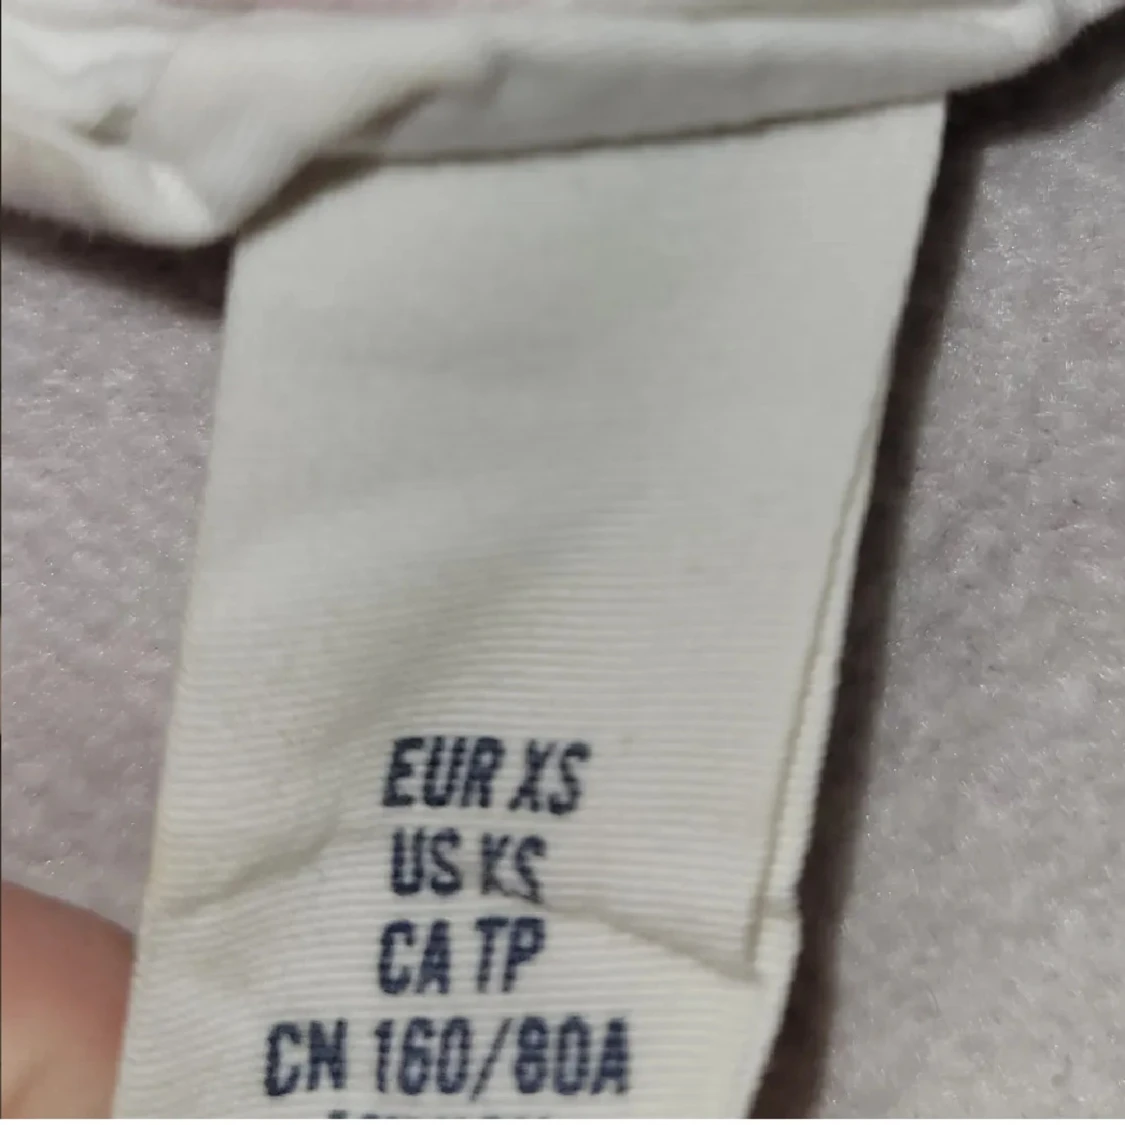 EUR XS
US XS
CA TP
CN 160/80A